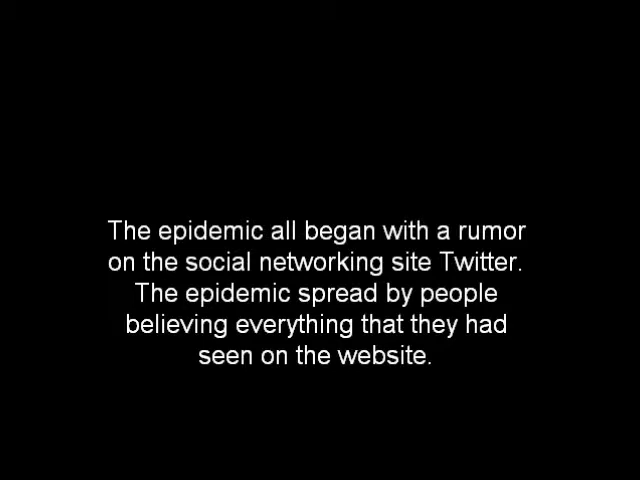 The epidemic all began with a rumor
on the social networking site Twitter.
The epidemic spread by people
believing everything that they had
seen on the website.